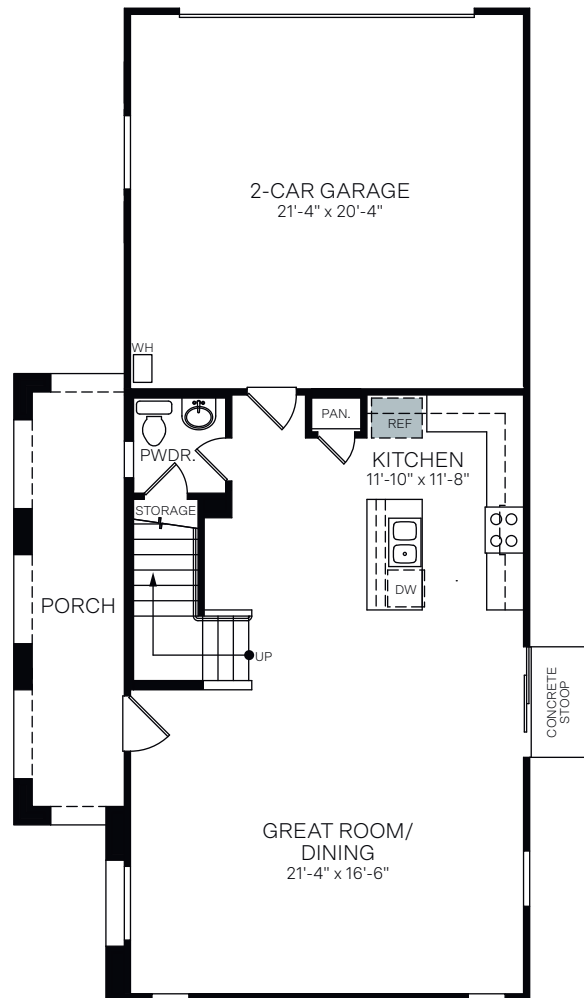 2-CAR GARAGE
21'-4" x 20'-4"
WH
PAN.
REF
PWDR.
KITCHEN
11'-10" x 11'-8"
STORAGE
DW
PORCH
UP
CONCRETE
STOOP
GREAT ROOM/
DINING
21'-4" x 16'-6"